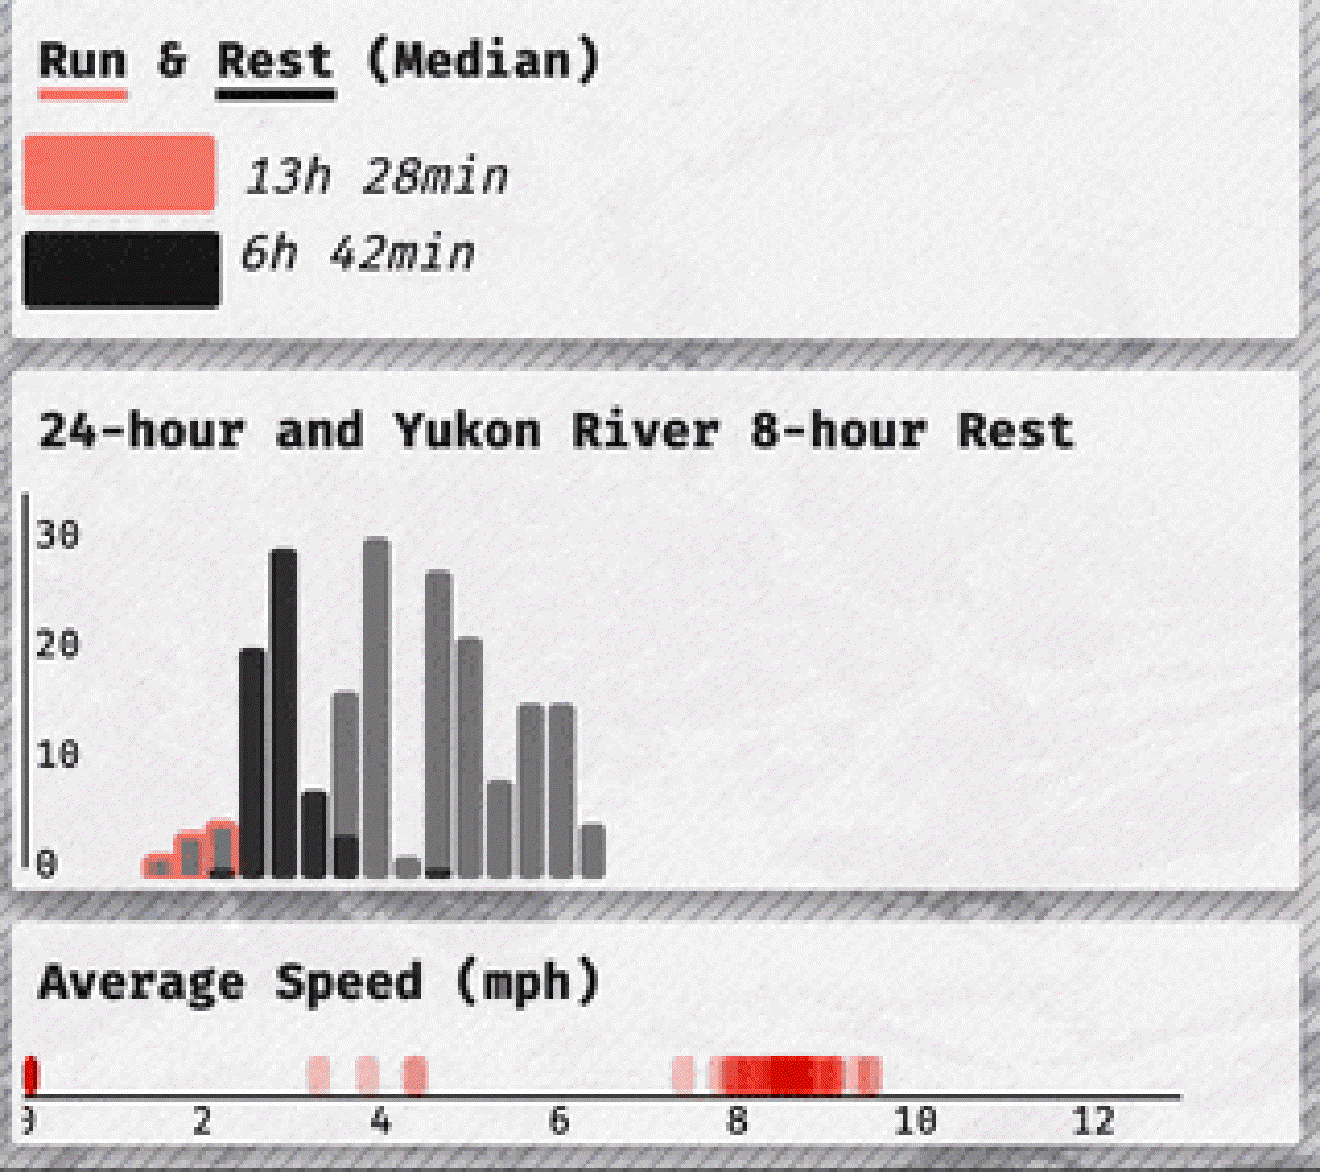 Run & Rest (Median)
13h 28min
6h 42min
24-hour and Yukon River 8-hour Rest
30
20
10
0
Average Speed (mph)
0 2 4 6 8 10 12